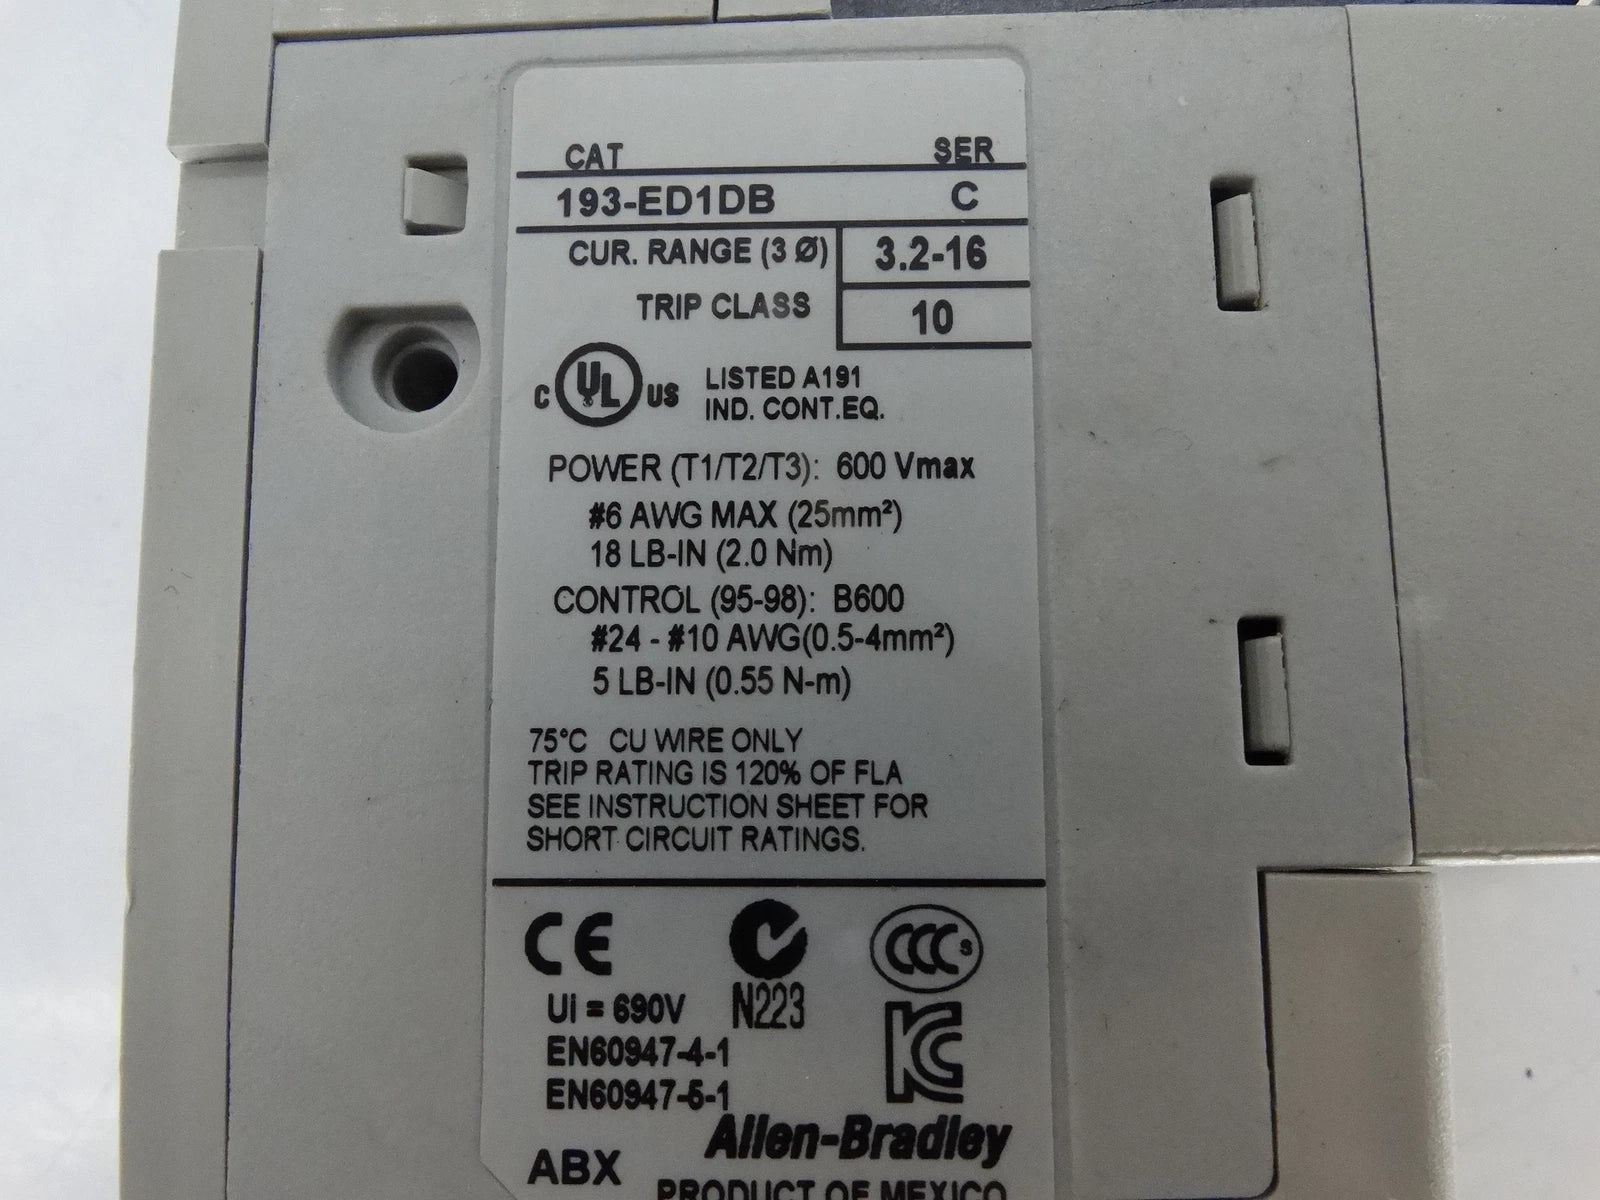 CAT SER
193-ED1DB C
CUR. RANGE (3 Ø) 3.2-16
TRIP CLASS 10
C UL US LISTED A191
IND. CONT.EQ.
POWER (T1/T2/T3): 600 Vmax
#6 AWG MAX (25mm²)
18 LB-IN (2.0 Nm)
CONTROL (95-98): B600
#24 - #10 AWG(0.5-4mm²)
5 LB-IN (0.55 N-m)
75°C CU WIRE ONLY
TRIP RATING IS 120% OF FLA
SEE INSTRUCTION SHEET FOR
SHORT CIRCUIT RATINGS.
CE CCC S
Ui = 690V N223
EN60947-4-1 KC
EN60947-5-1
Allen-Bradley
ABX
PRODUCT OF MEXICO